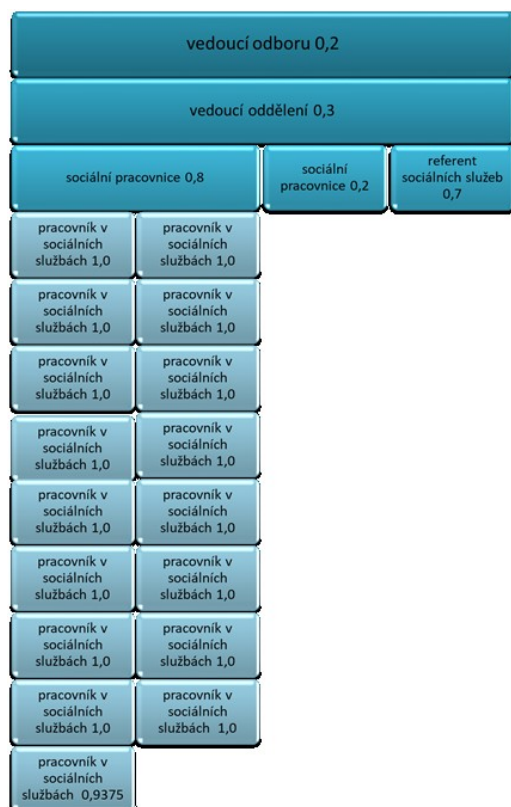 vedoucí odboru 0,2
vedoucí oddělení 0,3
sociální pracovnice 0,8
sociální
pracovnice 0,2
referent
sociálních služeb
0,7
pracovník v
sociálních
službách 1,0
pracovník v
sociálních
službách 1,0
pracovník v
sociálních
službách 1,0
pracovník v
sociálních
službách 1,0
pracovník v
sociálních
službách 1,0
pracovník v
sociálních
službách 1,0
pracovník v
sociálních
službách 1,0
pracovník v
sociálních
službách 1,0
pracovník v
sociálních
službách 1,0
pracovník v
sociálních
službách 1,0
pracovník v
sociálních
službách 1,0
pracovník v
sociálních
službách 1,0
pracovník v
sociálních
službách 1,0
pracovník v
sociálních
službách 1,0
pracovník v
sociálních
službách 1,0
pracovník v
sociálních
službách 1,0
pracovník v
sociálních
službách 0,9375